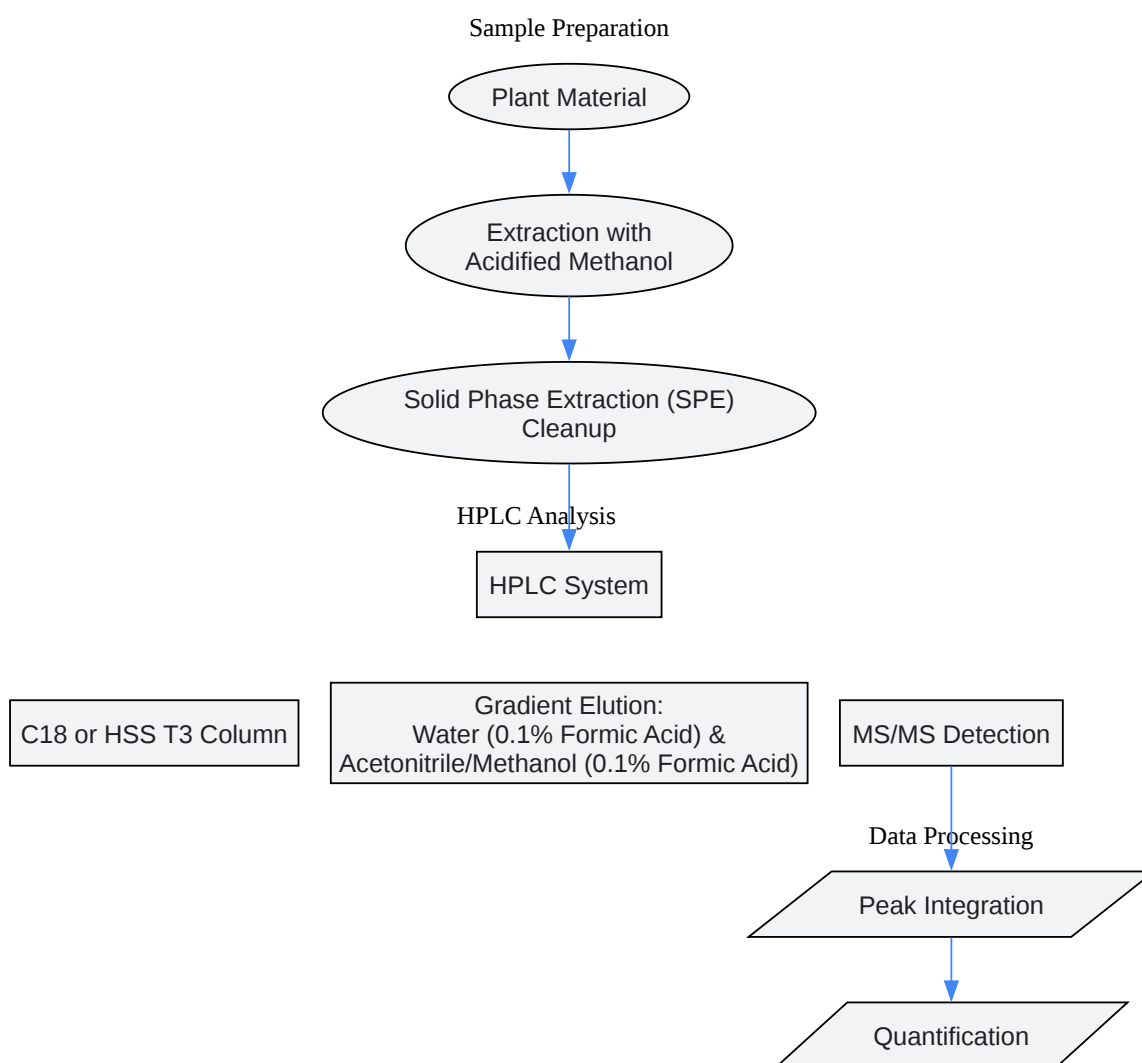 Sample Preparation
Plant Material
Extraction with
Acidified Methanol
Solid Phase Extraction (SPE)
Cleanup
HPLC Analysis
HPLC System
C18 or HSS T3 Column
Gradient Elution:
Water (0.1% Formic Acid) &
Acetonitrile/Methanol (0.1% Formic Acid)
MS/MS Detection
Data Processing
Peak Integration
Quantification